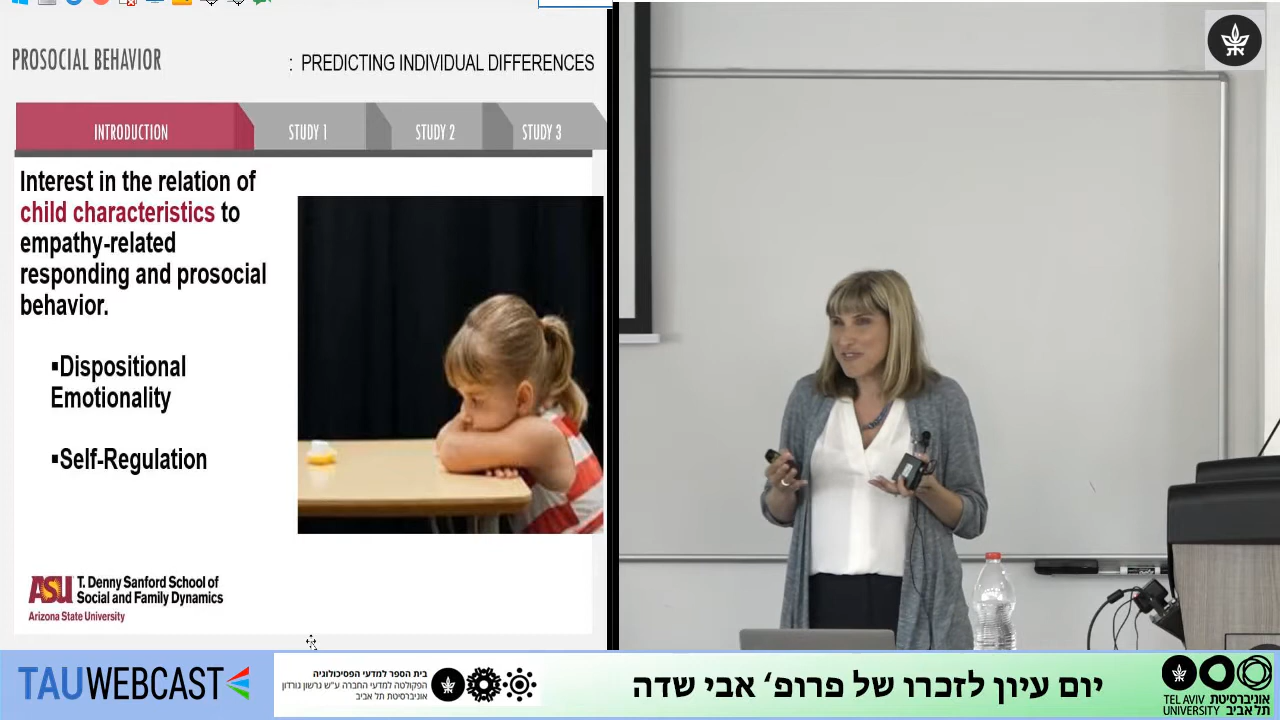 PROSOCIAL BEHAVIOR
: PREDICTING INDIVIDUAL DIFFERENCES
INTRODUCTION
STUDY 1
STUDY 2
STUDY 3
Interest in the relation of
child characteristics to
empathy-related
responding and prosocial
behavior.
▪Dispositional
Emotionality
▪Self-Regulation
ASU
T. Denny Sanford School of
Social and Family Dynamics
Arizona State University
TAUWEBCAST
בית הספר למדעי הפסיכולוגיה
הפקולטה למדעי החברה ע"ש גרשון גורדון
אוניברסיטת תל אביב
יום עיון לזכרו של פרופ' אבי שדה
TEL AVIV
UNIVERSITY
אוניברסיטת
תל אביב